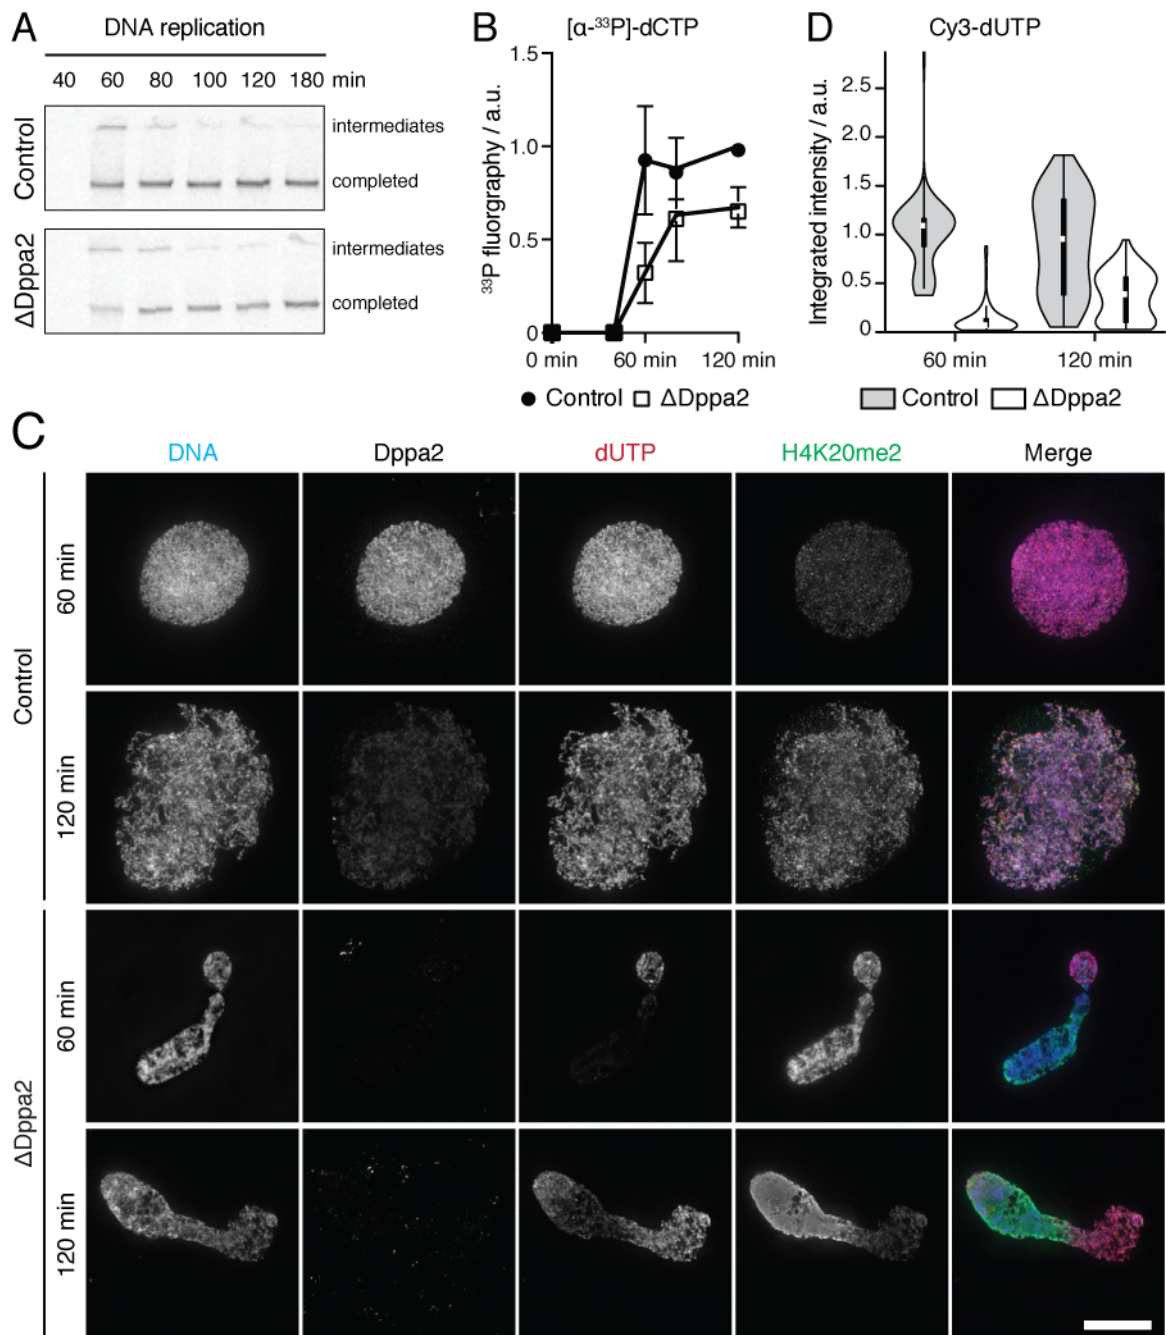 A
DNA replication
40 60 80 100 120 180 min
Control
intermediates
completed
ΔDppa2
intermediates
completed
B
[α-³³P]-dCTP
³³P fluorgraphy / a.u.
1.5
1.0
0.5
0
0 min 60 min 120 min
Control ΔDppa2
D
Cy3-dUTP
Integrated intensity / a.u.
2.5
2.0
1.5
1.0
0.5
0
60 min 120 min
Control ΔDppa2
C
DNA Dppa2 dUTP H4K20me2 Merge
Control
60 min
120 min
ΔDppa2
60 min
120 min